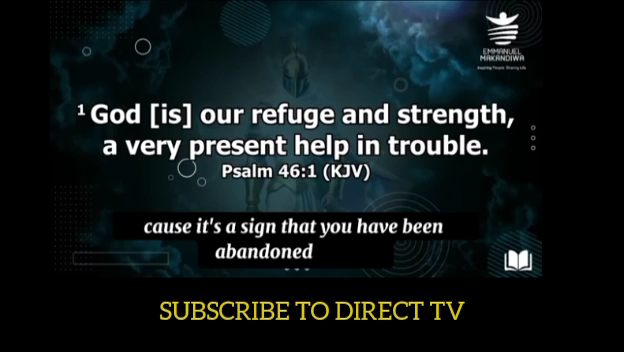 EMMANUEL
MAKANDIWA
1 God [is] our refuge and strength,
a very present help in trouble.
Psalm 46:1 (KJV)
cause it's a sign that you have been
abandoned
SUBSCRIBE TO DIRECT TV